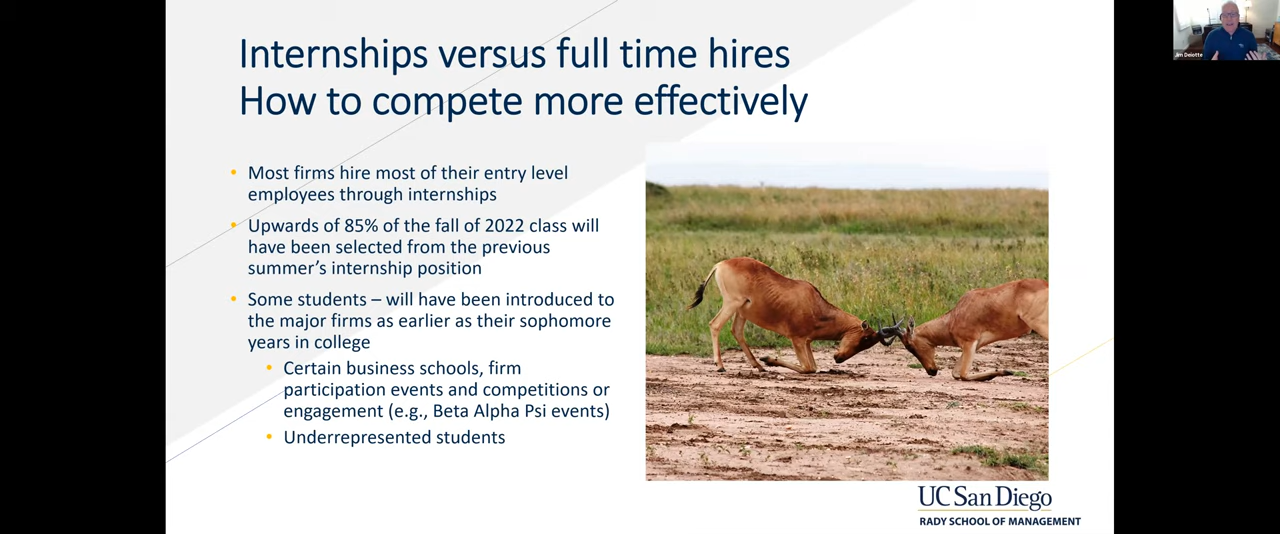 Internships versus full time hires
How to compete more effectively
• Most firms hire most of their entry level
employees through internships
• Upwards of 85% of the fall of 2022 class will
have been selected from the previous
summer's internship position
• Some students – will have been introduced to
the major firms as earlier as their sophomore
years in college
• Certain business schools, firm
participation events and competitions or
engagement (e.g., Beta Alpha Psi events)
• Underrepresented students
UC San Diego
RADY SCHOOL OF MANAGEMENT
Jim Deiotte